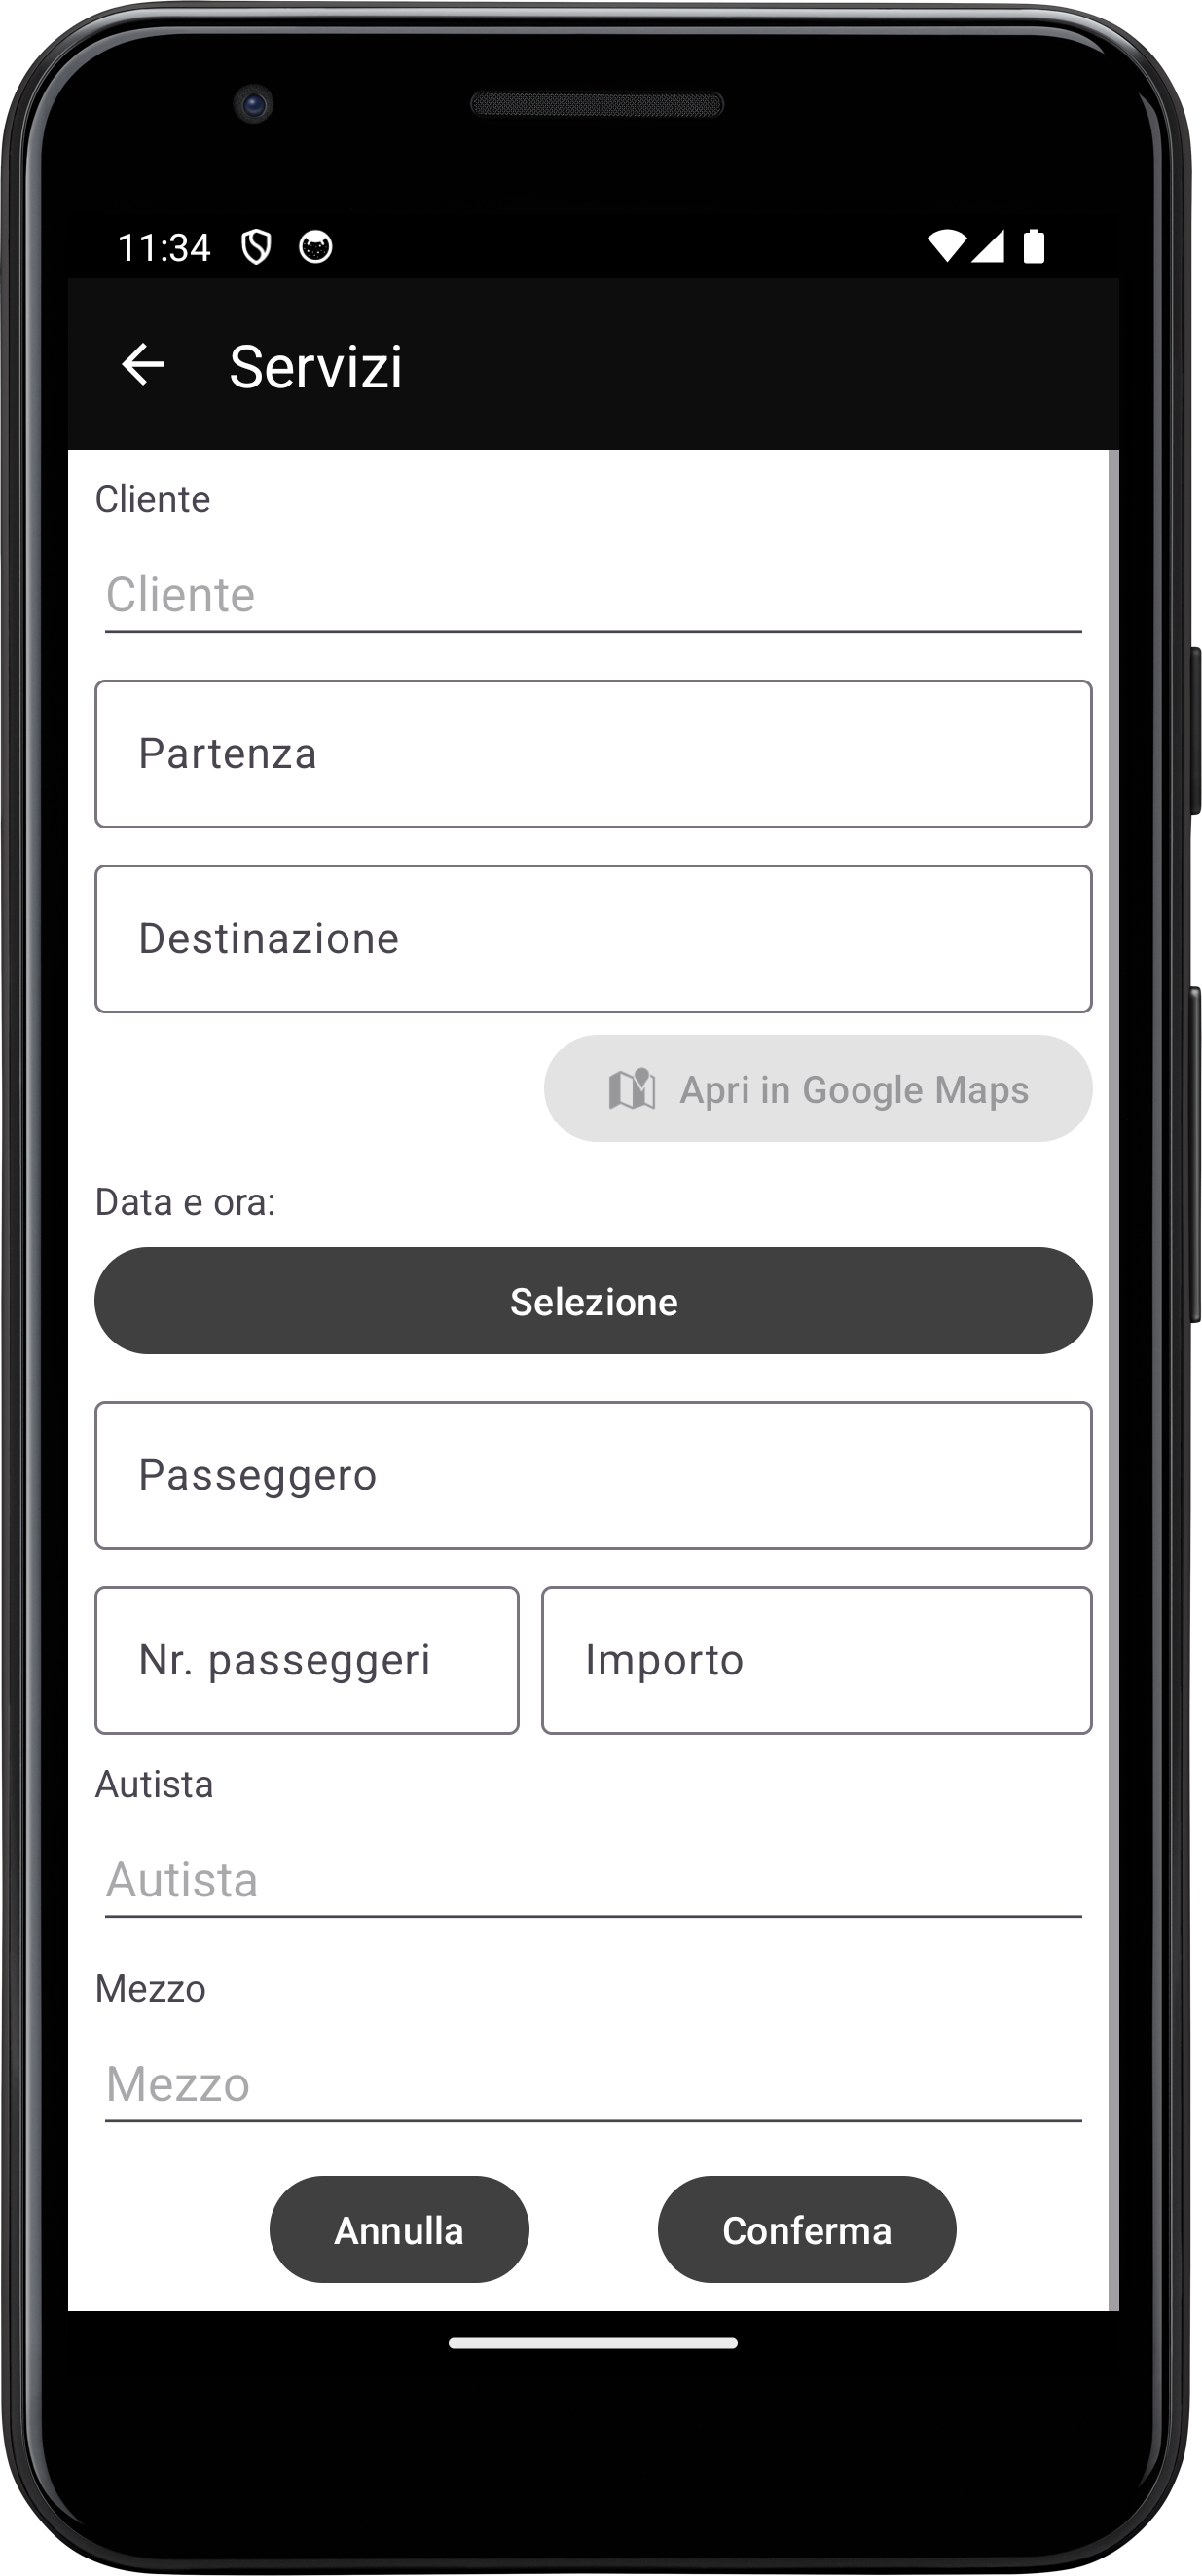 11:34
Servizi
Cliente
Cliente
Partenza
Destinazione
Apri in Google Maps
Data e ora:
Selezione
Passeggero
Nr. passeggeri Importo
Autista
Autista
Mezzo
Mezzo
Annulla Conferma